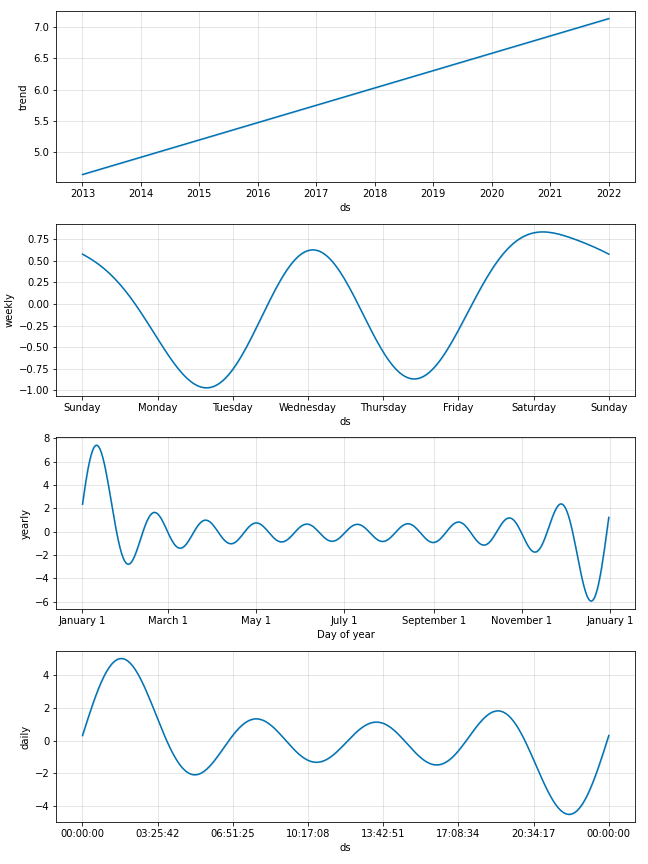 7.0
6.5
6.0
5.5
5.0
trend
2013 2014 2015 2016 2017 2018 2019 2020 2021 2022
ds
0.75
0.50
0.25
0.00
−0.25
−0.50
−0.75
−1.00
weekly
Sunday Monday Tuesday Wednesday Thursday Friday Saturday Sunday
ds
8
6
4
2
0
−2
−4
−6
yearly
January 1 March 1 May 1 July 1 September 1 November 1 January 1
Day of year
4
2
0
−2
−4
daily
00:00:00 03:25:42 06:51:25 10:17:08 13:42:51 17:08:34 20:34:17 00:00:00
ds